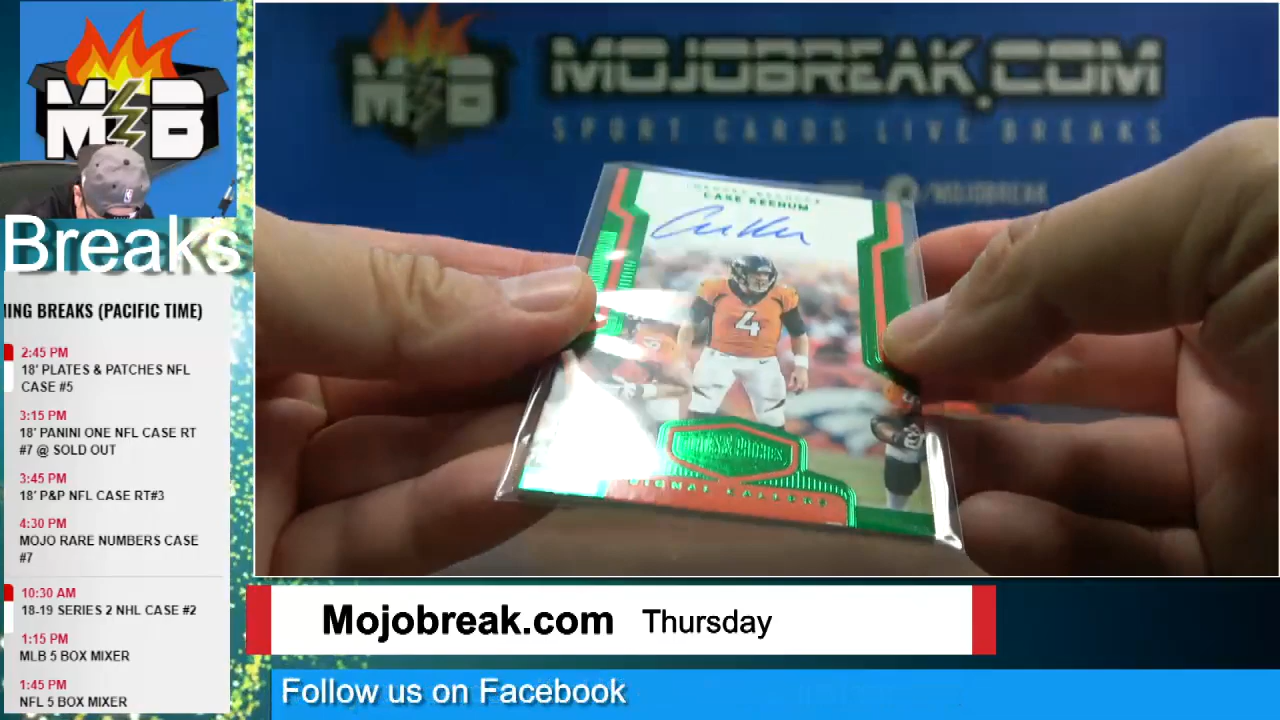 MB
Breaks
ING BREAKS (PACIFIC TIME)
2:45 PM
18' PLATES & PATCHES NFL
CASE #5
3:15 PM
18' PANINI ONE NFL CASE RT
#7 @ SOLD OUT
3:45 PM
18' P&P NFL CASE RT#3
4:30 PM
MOJO RARE NUMBERS CASE
#7
10:30 AM
18-19 SERIES 2 NHL CASE #2
1:15 PM
MLB 5 BOX MIXER
1:45 PM
NFL 5 BOX MIXER
MB
MOJOBREAK.COM
SPORT CARDS LIVE BREAKS
/MOJOBREAK
CASE KEENUM
4
SIGNAL CALLERS
Mojobreak.com Thursday
Follow us on Facebook